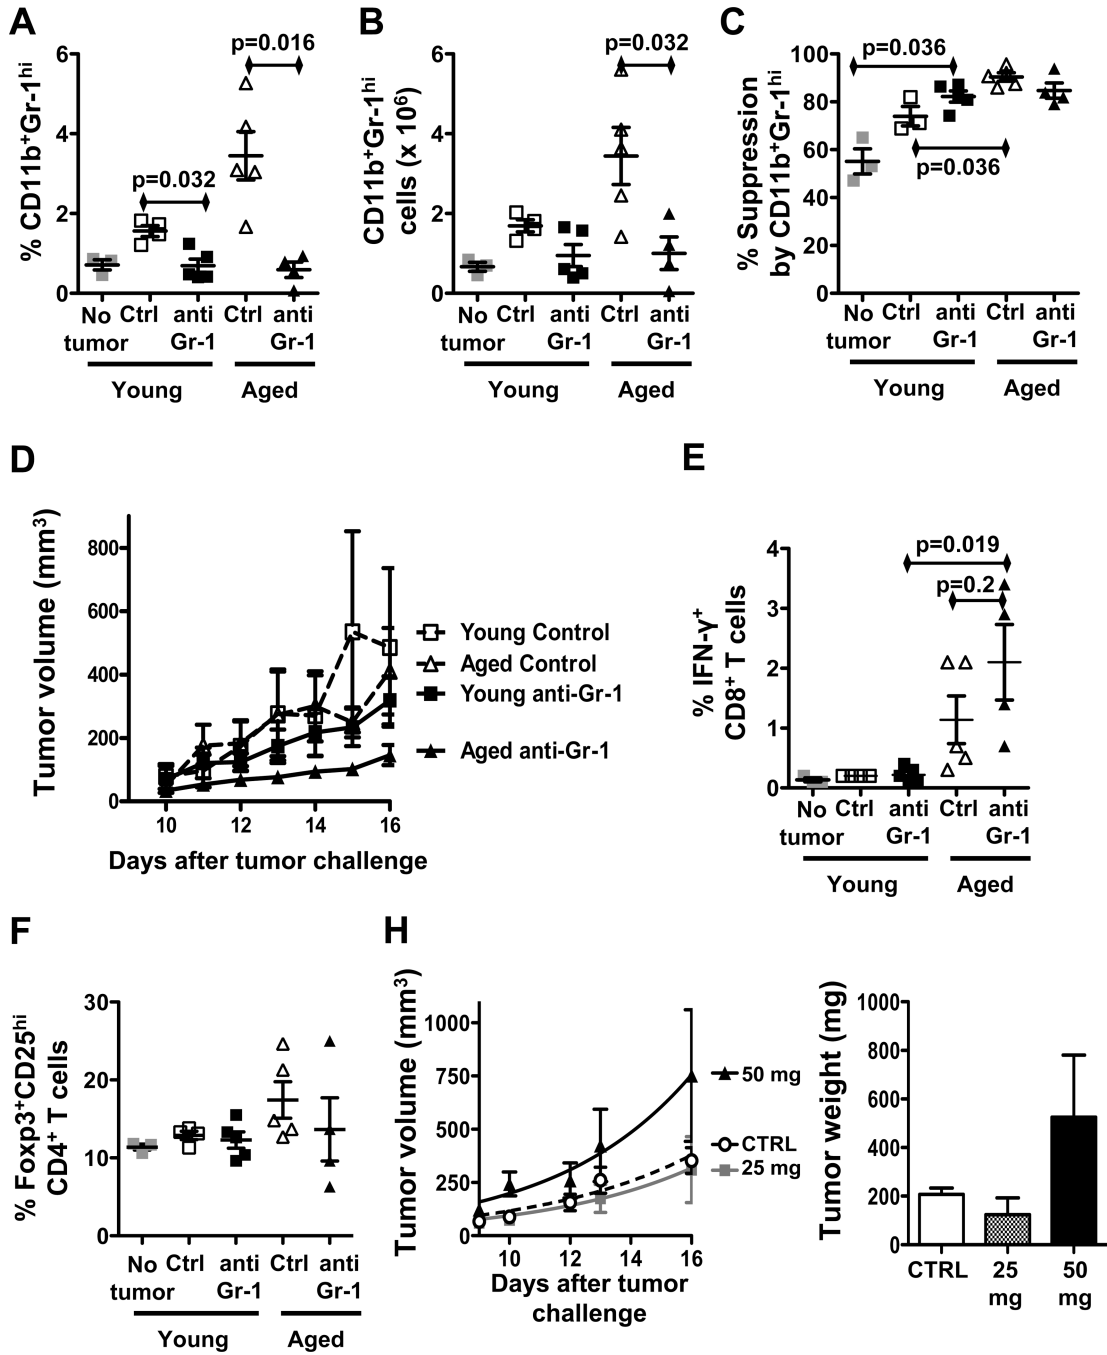 A
% CD11b+Gr-1hi
6
4
2
0
p=0.016
p=0.032
No tumor
Ctrl
anti Gr-1
Ctrl
anti Gr-1
Young
Aged
B
CD11b+Gr-1hi
cells (x 10⁶)
6
4
2
0
p=0.032
No tumor
Ctrl
anti Gr-1
Ctrl
anti Gr-1
Young
Aged
C
% Suppression
by CD11b+Gr-1hi
100
80
60
40
20
0
p=0.036
p=0.036
No tumor
Ctrl
anti Gr-1
Ctrl
anti Gr-1
Young
Aged
D
Tumor volume (mm³)
800
600
400
200
0
10
12
14
16
Days after tumor challenge
Young Control
Aged Control
Young anti-Gr-1
Aged anti-Gr-1
E
% IFN-γ+
CD8+ T cells
4
3
2
1
0
p=0.019
p=0.2
No tumor
Ctrl
anti Gr-1
Ctrl
anti Gr-1
Young
Aged
F
% Foxp3+CD25hi
CD4+ T cells
30
20
10
0
No tumor
Ctrl
anti Gr-1
Ctrl
anti Gr-1
Young
Aged
H
Tumor volume (mm³)
1000
750
500
250
0
10
12
14
16
Days after tumor
challenge
50 mg
CTRL
25 mg
Tumor weight (mg)
1000
800
600
400
200
0
CTRL
25 mg
50 mg